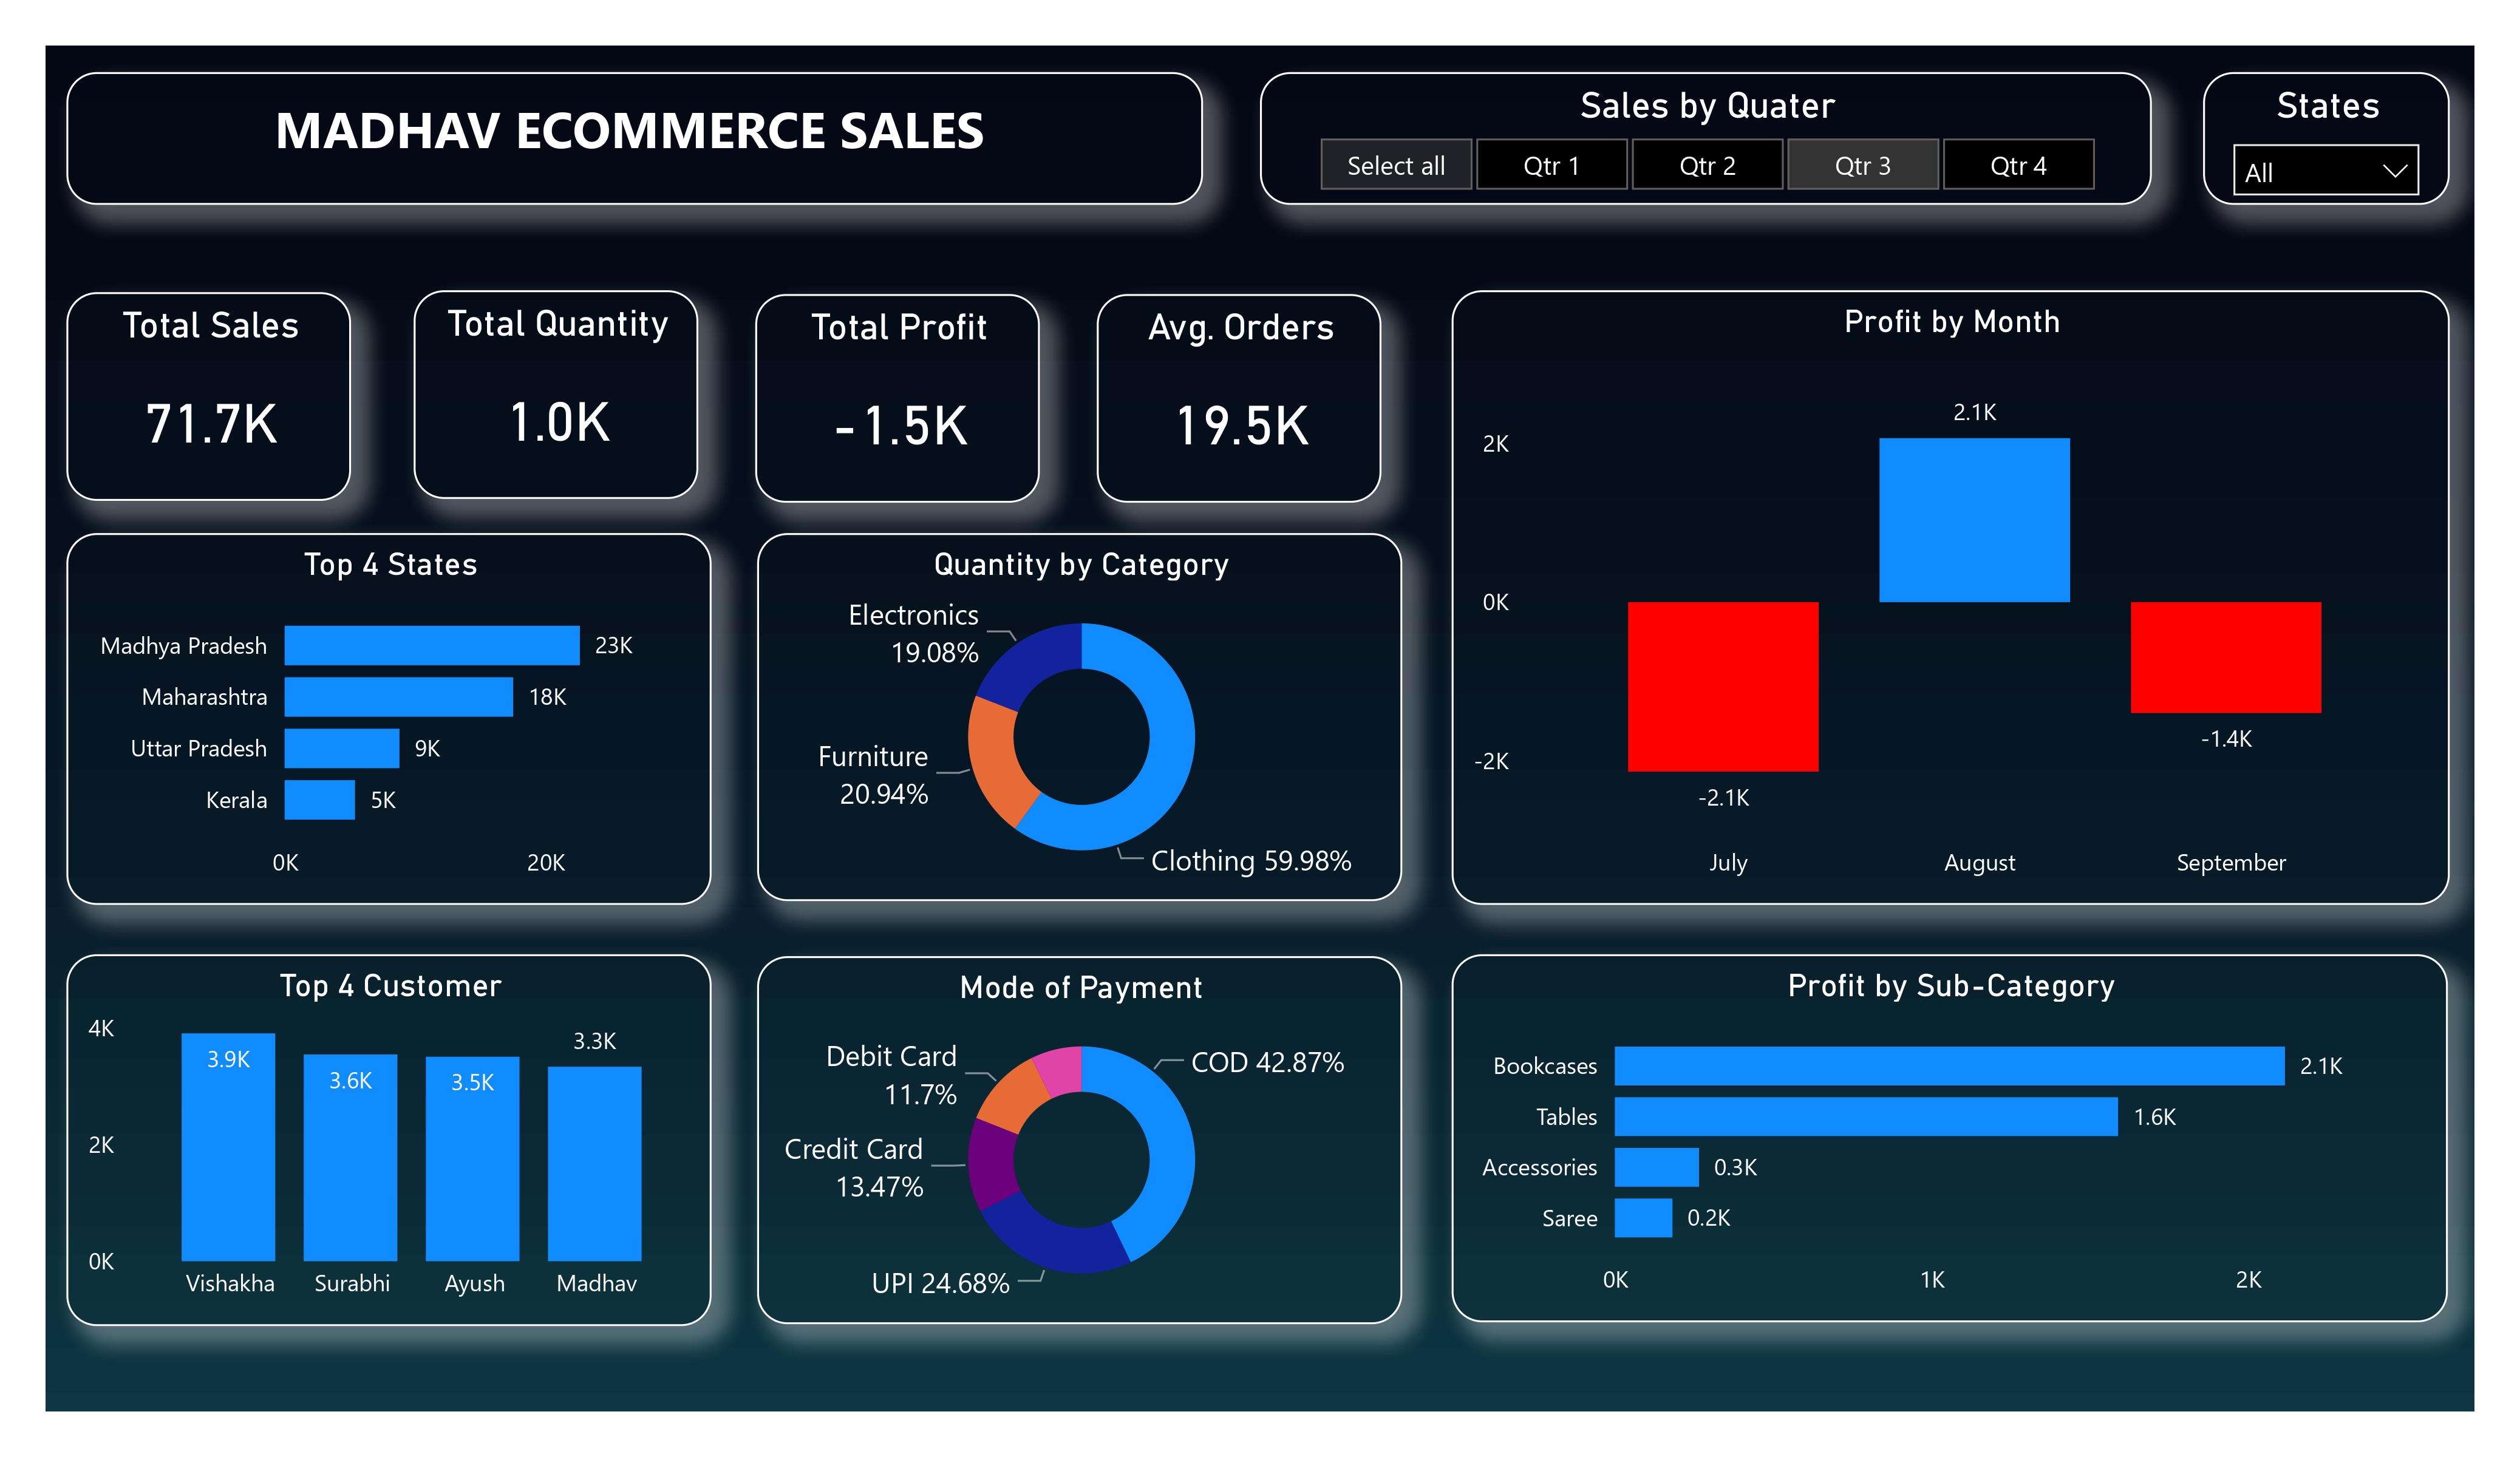 MADHAV ECOMMERCE SALES
Sales by Quater
Select all
Qtr 1
Qtr 2
Qtr 3
Qtr 4
States
All
Total Sales
71.7K
Total Quantity
1.0K
Total Profit
-1.5K
Avg. Orders
19.5K
Profit by Month
2.1K
2K
0K
-2K
-2.1K
-1.4K
July
August
September
Top 4 States
Madhya Pradesh
23K
Maharashtra
18K
Uttar Pradesh
9K
Kerala
5K
0K
20K
Quantity by Category
Electronics
19.08%
Furniture
20.94%
Clothing 59.98%
Top 4 Customer
4K
2K
0K
3.9K
3.6K
3.5K
3.3K
Vishakha
Surabhi
Ayush
Madhav
Mode of Payment
Debit Card
11.7%
COD 42.87%
Credit Card
13.47%
UPI 24.68%
Profit by Sub-Category
Bookcases
2.1K
Tables
1.6K
Accessories
0.3K
Saree
0.2K
0K
1K
2K